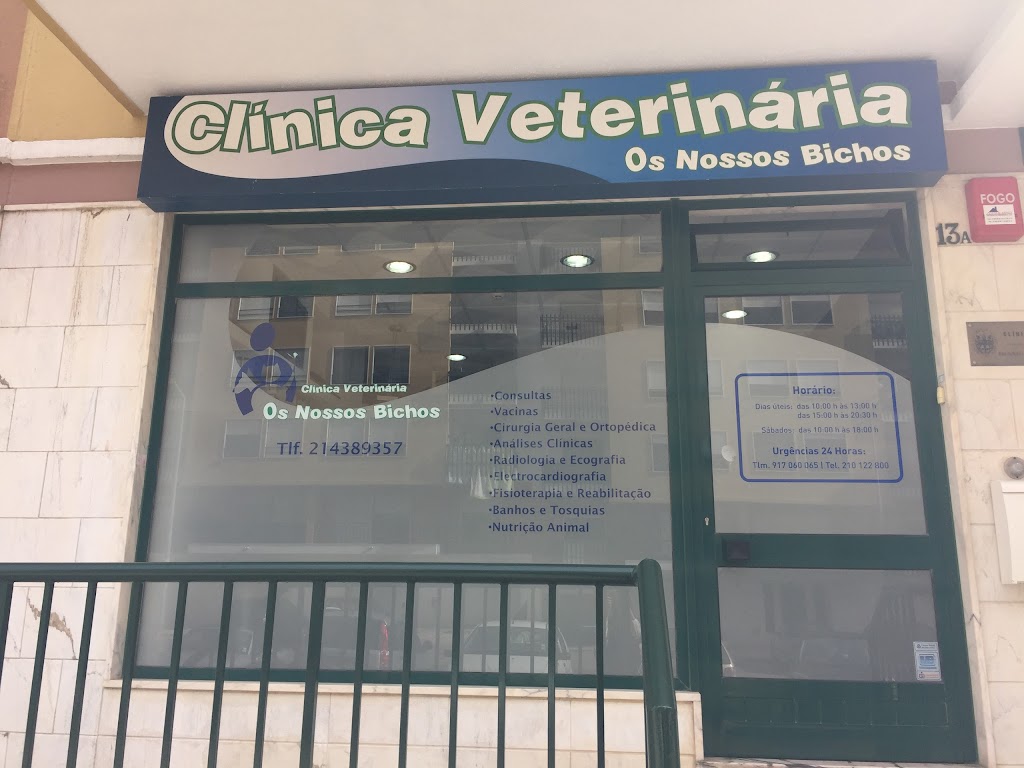 Clínica Veterinária
Os Nossos Bichos
FOGO
13A
Clínica Veterinária
Os Nossos Bichos
Tlf. 214389357
•Consultas
•Vacinas
•Cirurgia Geral e Ortopédica
•Análises Clínicas
•Radiologia e Ecografia
•Electrocardiografia
•Fisioterapia e Reabilitação
•Banhos e Tosquias
•Nutrição Animal
Horário:
Dias úteis: das 10:00 h às 13:00 h
das 15:00 h às 20:30 h
Sábados: das 10:00 h às 18:00 h
Urgências 24 Horas:
Tlm. 917 060 065 | Tel. 210 122 800